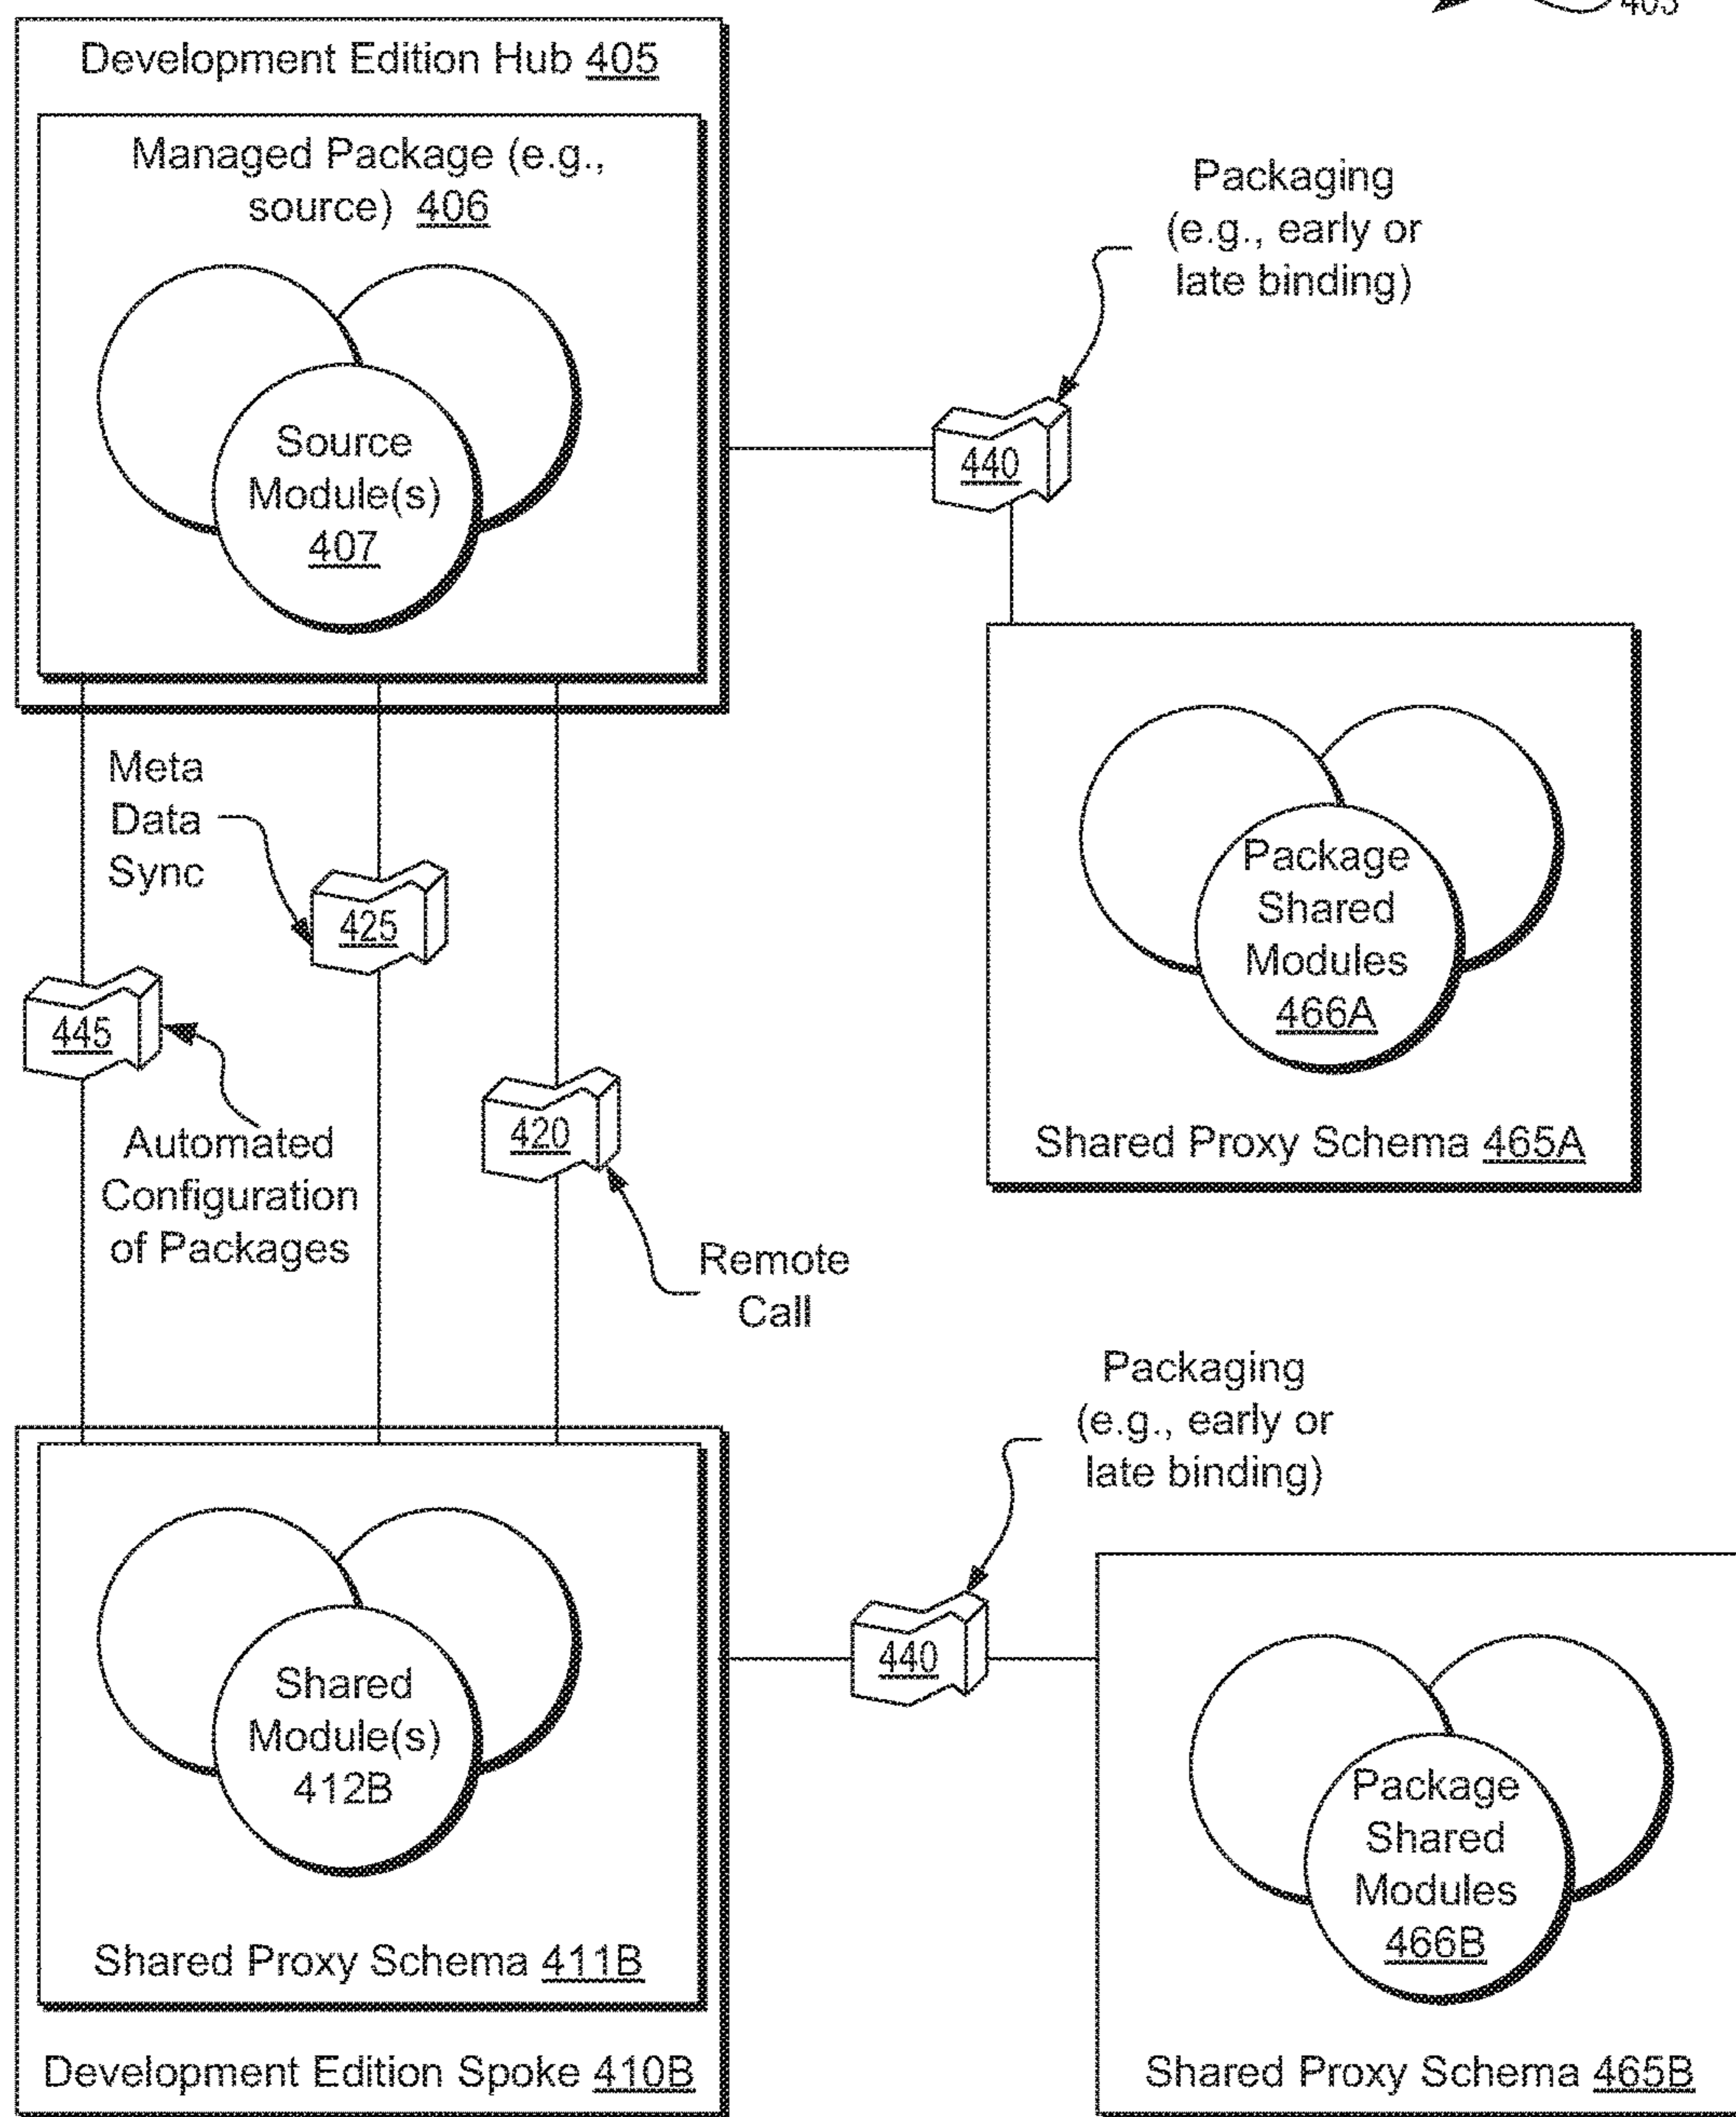 Development Edition Hub 405
Managed Package (e.g.,
source) 406
Source
Module(s)
407
Packaging
(e.g., early or
late binding)
440
Package
Shared
Modules
466A
Shared Proxy Schema 465A
Meta
Data
Sync
425
445
Automated
Configuration
of Packages
420
Remote
Call
Packaging
(e.g., early or
late binding)
440
Shared
Module(s)
412B
Shared Proxy Schema 411B
Development Edition Spoke 410B
Package
Shared
Modules
466B
Shared Proxy Schema 465B